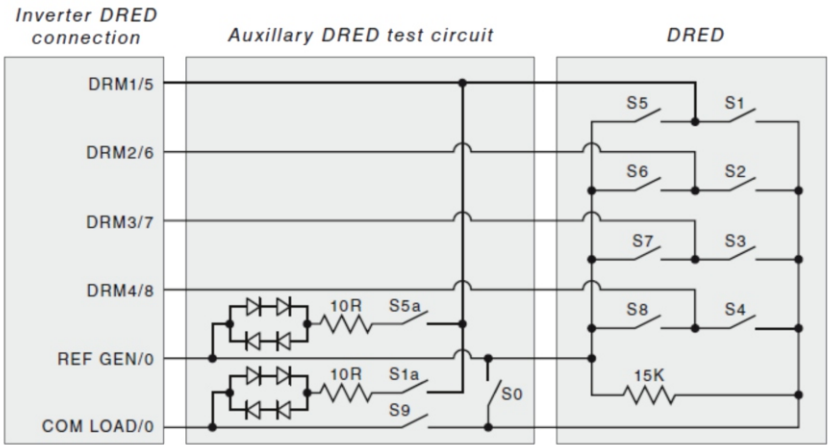 Inverter DRED
connection
Auxillary DRED test circuit
DRED
DRM1/5
S5
S1
DRM2/6
S6
S2
DRM3/7
S7
S3
DRM4/8
10R
S5a
S8
S4
REF GEN/0
10R
S1a
S0
15K
S9
COM LOAD/0